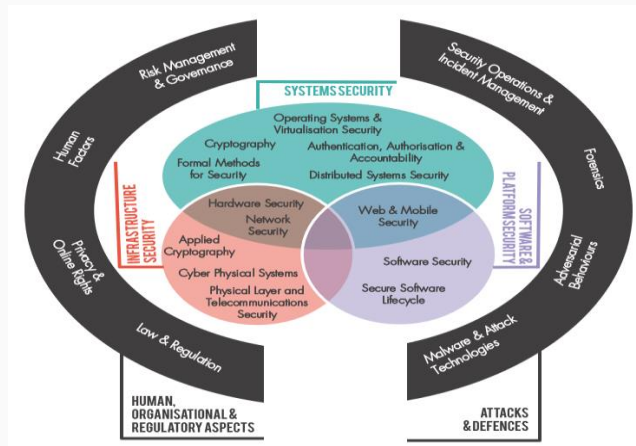 Risk Management
& Governance
Human
Factors
Privacy &
Online Rights
Law & Regulation
HUMAN,
ORGANISATIONAL &
REGULATORY ASPECTS
SYSTEMS SECURITY
Operating Systems &
Virtualisation Security
Cryptography
Authentication, Authorisation &
Accountability
Formal Methods
for Security
Distributed Systems Security
INFRASTRUCTURE
SECURITY
Hardware Security
Network
Security
Applied
Cryptography
Cyber Physical Systems
Physical Layer and
Telecommunications
Security
Web & Mobile
Security
Software Security
Secure Software
Lifecycle
SOFTWARE &
PLATFORM SECURITY
Security Operations &
Incident Management
Forensics
Adversarial
Behaviours
Malware & Attack
Technologies
ATTACKS
& DEFENCES